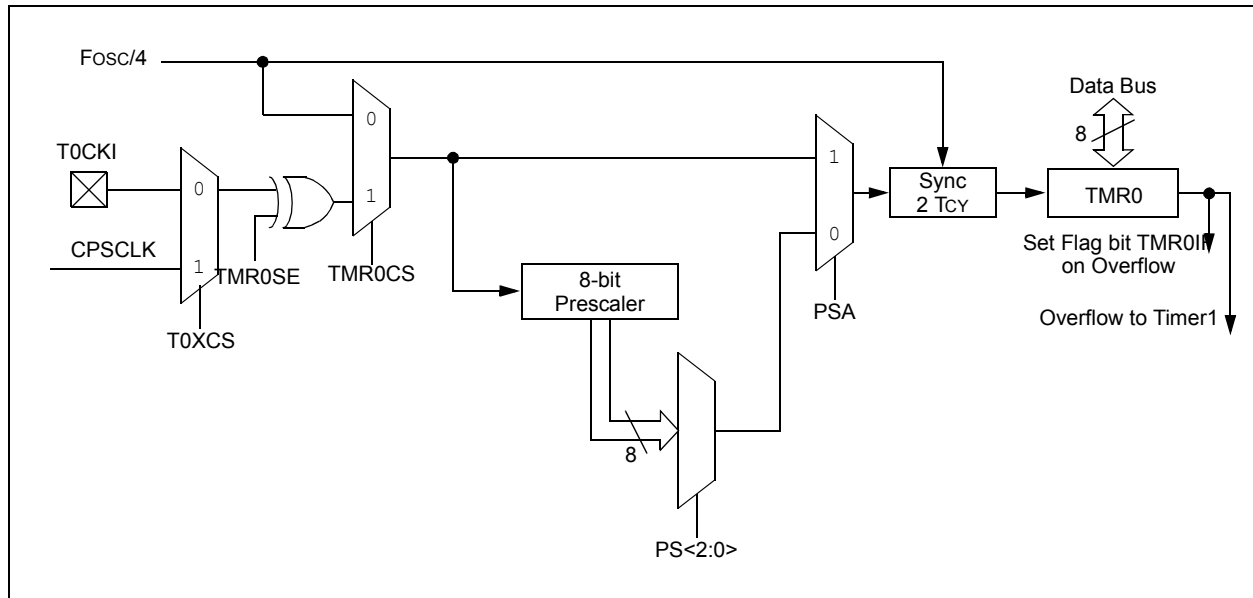 FOSC/4
Data Bus
8
0
T0CKI
1
0
1
Sync
2 TCY
TMR0
CPSCLK
0
1
TMR0SE
TMR0CS
Set Flag bit TMR0IF
on Overflow
8-bit
Prescaler
PSA
Overflow to Timer1
T0XCS
8
PS<2:0>